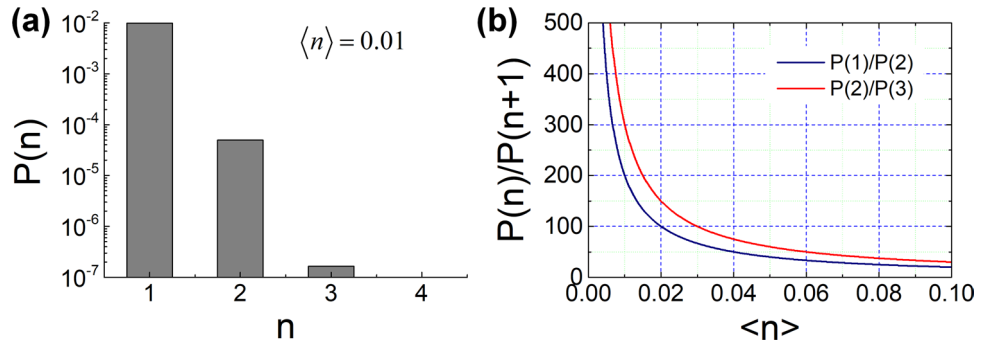 (a)
⟨n⟩ = 0.01
P(n)
10⁻²
10⁻³
10⁻⁴
10⁻⁵
10⁻⁶
10⁻⁷
1 2 3 4
n
(b)
P(n)/P(n+1)
500
400
300
200
100
0
P(1)/P(2)
P(2)/P(3)
0.00 0.02 0.04 0.06 0.08 0.10
<n>